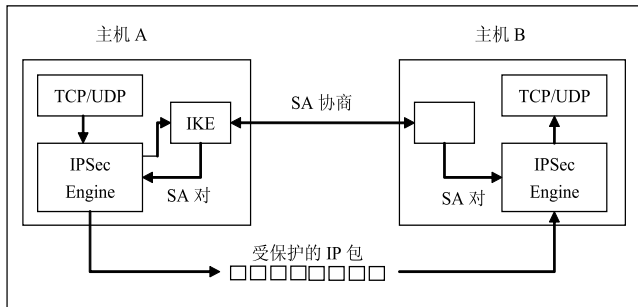 主机 A
主机 B
TCP/UDP
IKE
SA 协商
TCP/UDP
IPSec
Engine
SA 对
SA 对
IPSec
Engine
受保护的 IP 包